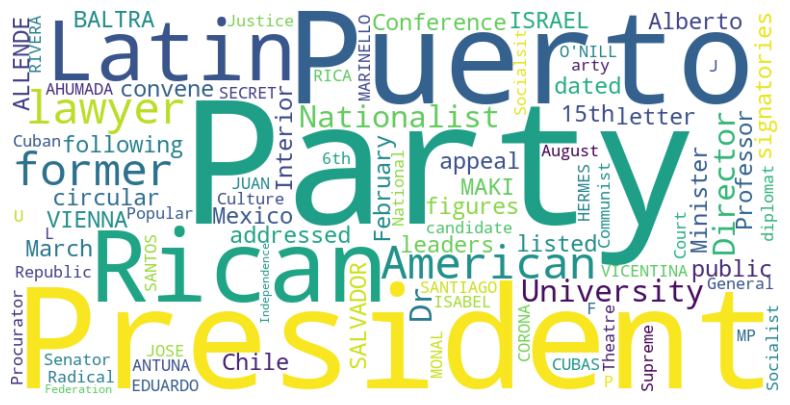 ALLENDE
RIVERA
BALTRA
Latin
Puerto
Justice
Conference
ISRAEL
Alberto
signatories
AHUMADA
convene
SECRET
RICA
MARINELLO
Socialsit
O'NILL
arty
dated
J
lawyer
Nationalist
Interior
15th
letter
Party
Cuban
following
former
6th
February
National
appeal
August
HERMES
Communist
Minister
Director
Professor
diplomat
circular
JUAN
Culture
MAKI
figures
U
L
VIENNA
Popular
Mexico
candidate
Court
March
SANTOS
addressed
Independence
leaders
listed
Republic
Rican
American
VICENTINA
public
SALVADOR
Dr
SANTIAGO
ISABEL
University
General
President
Procurator
Senator
Radical
Federation
JOSE
ANTUNA
EDUARDO
Chile
MONAL
CORONA
F
CUBAS
P
Theatre
Supreme
MP
Socialist